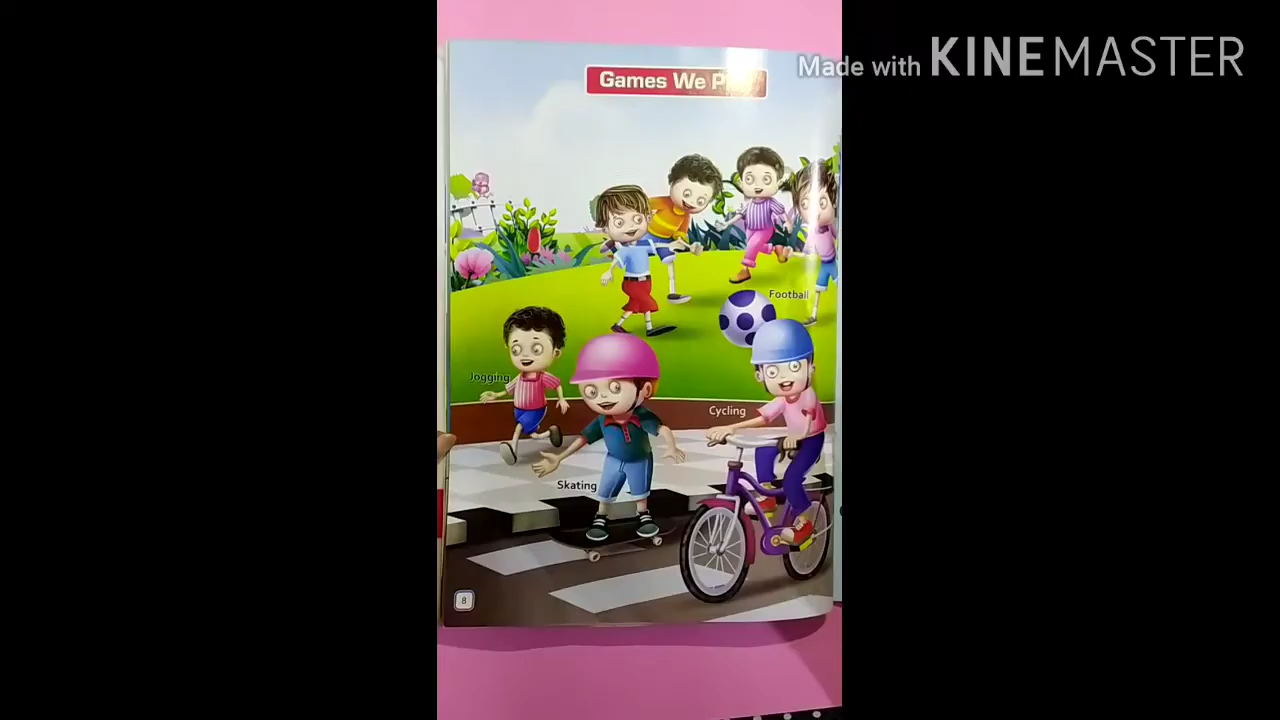 Made with KINEMASTER
Games We
Football
Jogging
Cycling
Skating
8